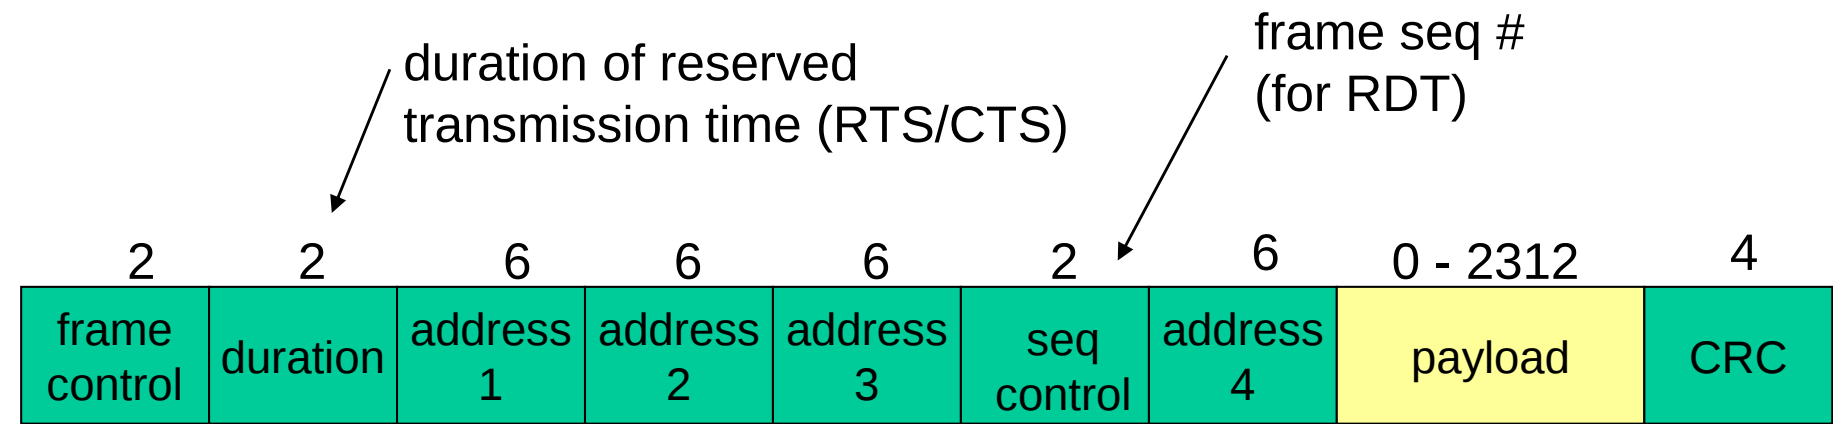 duration of reserved
transmission time (RTS/CTS)
frame seq #
(for RDT)
2 2 6 6 6 2 6 0 - 2312 4
frame
control
duration
address
1
address
2
address
3
seq
control
address
4
payload
CRC